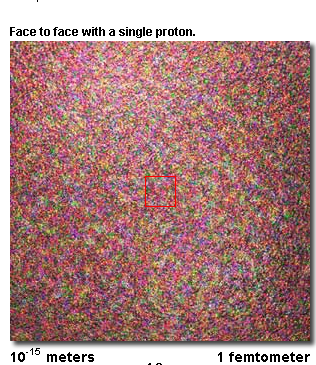 Face to face with a single proton.
10-15 meters 1 femtometer